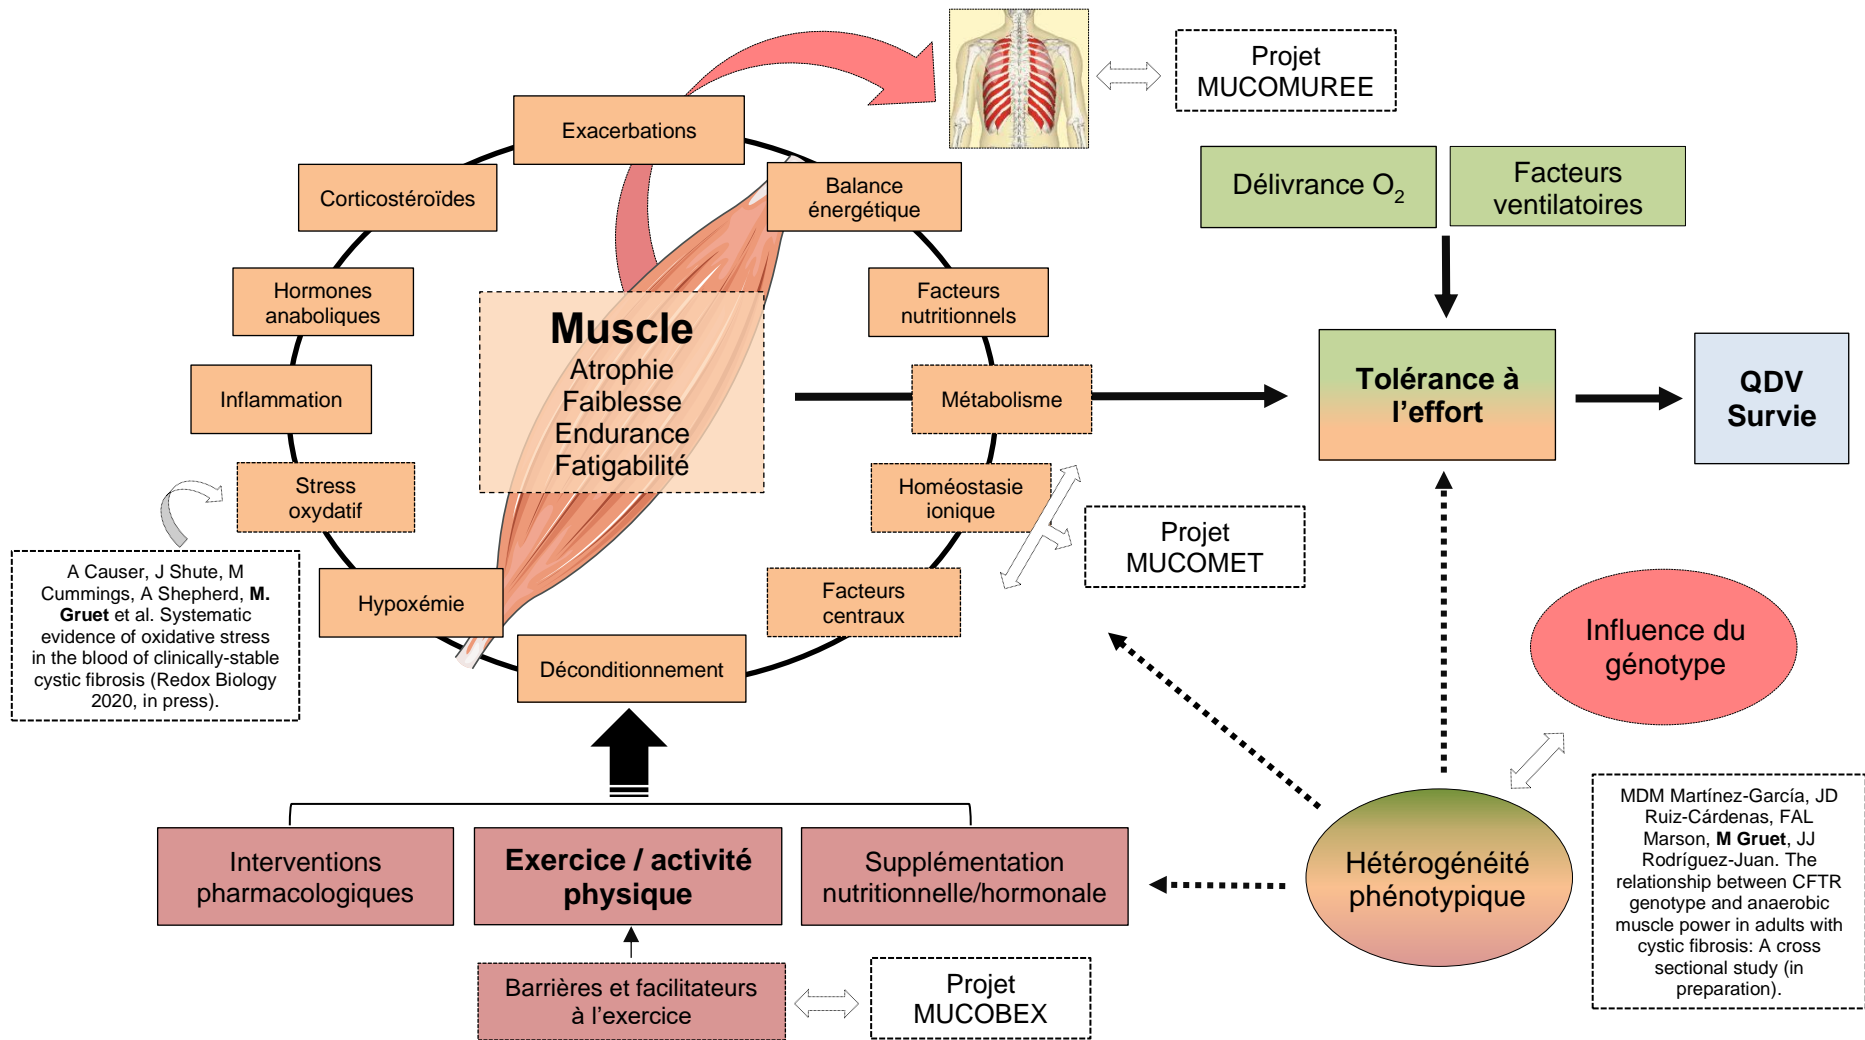 Projet
MUCOMUREE
Exacerbations
Corticostéroïdes
Balance
énergétique
Délivrance O₂
Facteurs
ventilatoires
Hormones
anaboliques
Facteurs
nutritionnels
Muscle
Atrophie
Faiblesse
Endurance
Fatigabilité
Inflammation
Métabolisme
Tolérance à
l’effort
QDV
Survie
Stress
oxydatif
Homéostasie
ionique
Projet
MUCOMET
A Causer, J Shute, M
Cummings, A Shepherd, M.
Gruet et al. Systematic
evidence of oxidative stress
in the blood of clinically-stable
cystic fibrosis (Redox Biology
2020, in press).
Hypoxémie
Facteurs
centraux
Déconditionnement
Influence du
génotype
Interventions
pharmacologiques
Exercice / activité
physique
Supplémentation
nutritionnelle/hormonale
Hétérogénéité
phénotypique
MDM Martínez-García, JD
Ruiz-Cárdenas, FAL
Marson, M Gruet, JJ
Rodríguez-Juan. The
relationship between CFTR
genotype and anaerobic
muscle power in adults with
cystic fibrosis: A cross
sectional study (in
preparation).
Barrières et facilitateurs
à l’exercice
Projet
MUCOBEX